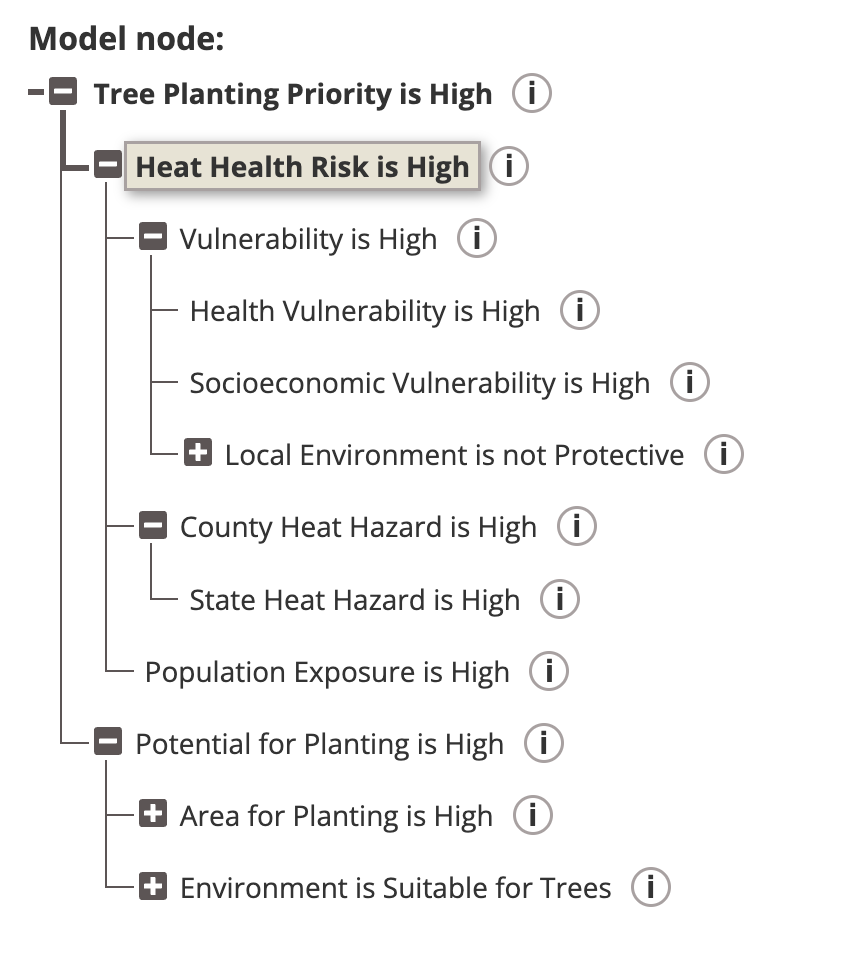 Model node:
Tree Planting Priority is High i
Heat Health Risk is High i
Vulnerability is High i
Health Vulnerability is High i
Socioeconomic Vulnerability is High i
Local Environment is not Protective i
County Heat Hazard is High i
State Heat Hazard is High i
Population Exposure is High i
Potential for Planting is High i
Area for Planting is High i
Environment is Suitable for Trees i